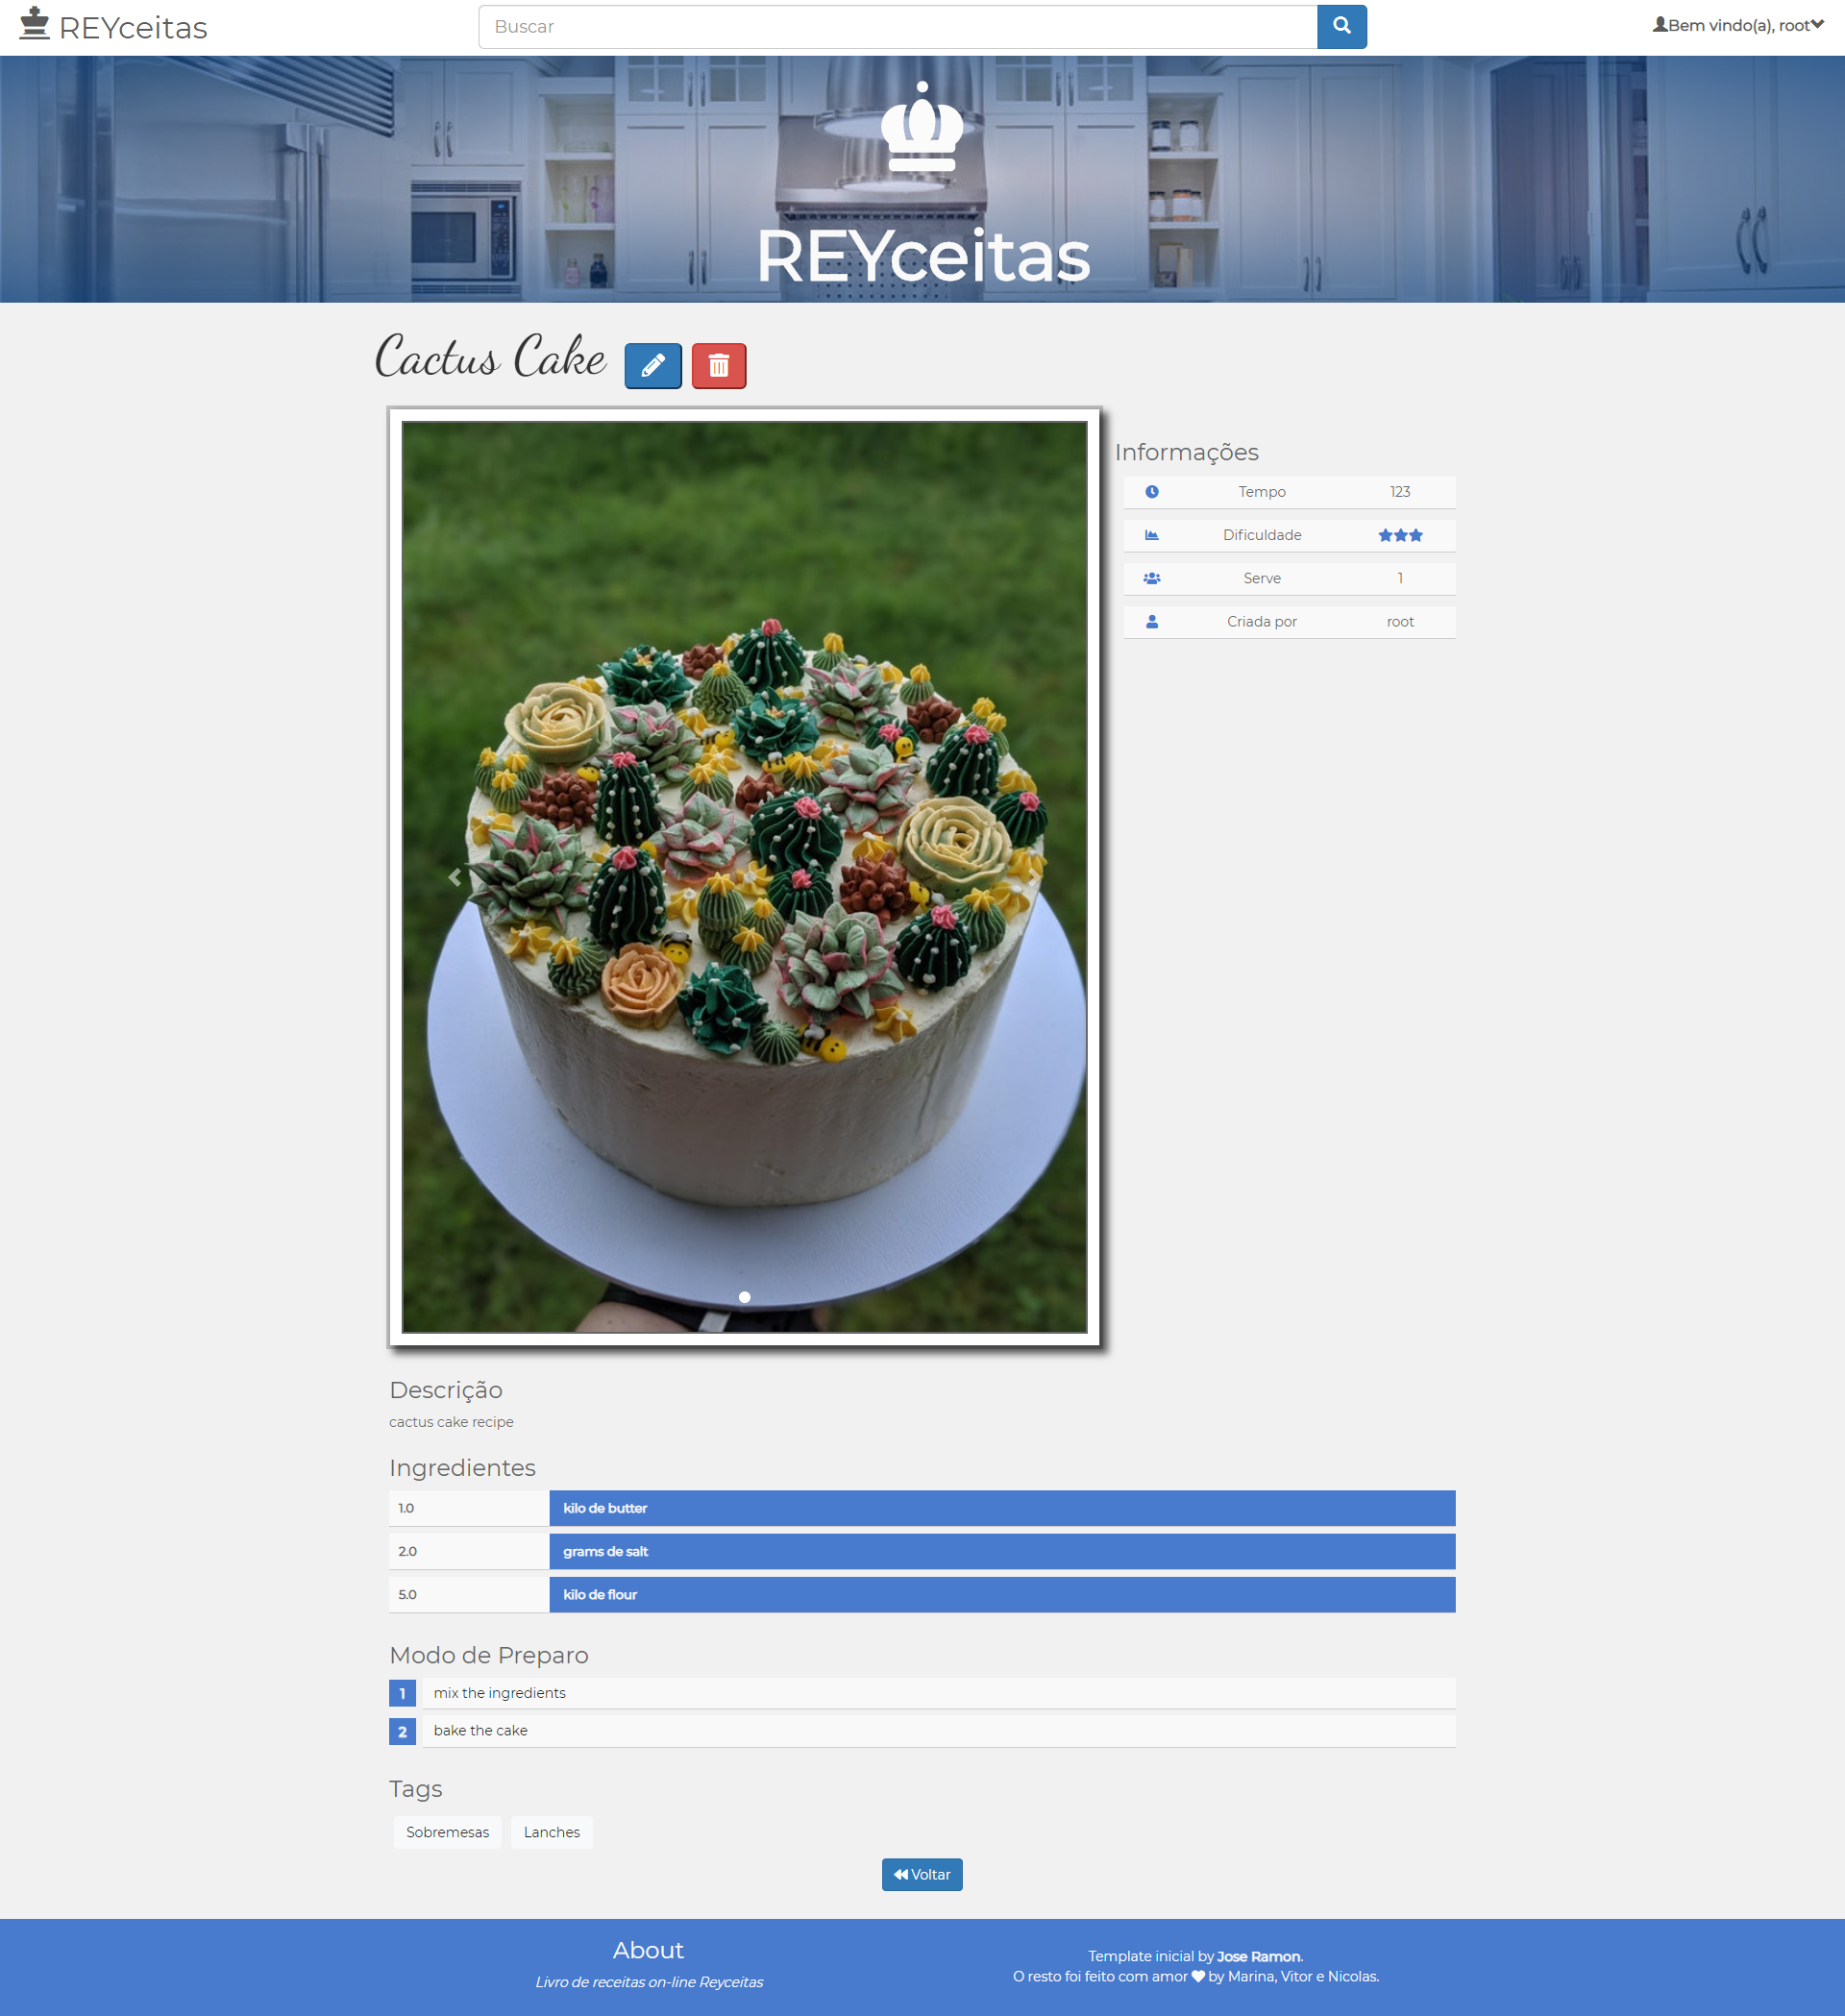 REYceitas
Buscar
Bem vindo(a), root
REYceitas
Cactus Cake
Informações
Tempo 123
Dificuldade
Serve 1
Criada por root
Descrição
cactus cake recipe
Ingredientes
1.0 kilo de butter
2.0 grams de salt
5.0 kilo de flour
Modo de Preparo
1 mix the ingredients
2 bake the cake
Tags
Sobremesas Lanches
Voltar
About
Livro de receitas on-line Reyceitas
Template inicial by Jose Ramon.
O resto foi feito com amor by Marina, Vitor e Nicolas.